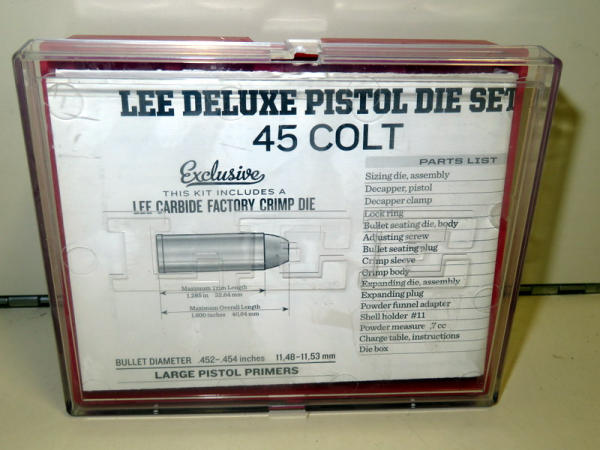 LEE DELUXE PISTOL DIE SET
45 COLT
Exclusive
THIS KIT INCLUDES A
LEE CARBIDE FACTORY CRIMP DIE
LEE
Maximum Trim Length
1.285 in 32.64 mm
Maximum Overall Length
1.600 inches 40.64 mm
BULLET DIAMETER .452-.454 inches 11,48-11,53 mm
LARGE PISTOL PRIMERS
PARTS LIST
Sizing die, assembly
Decapper, pistol
Decapper clamp
Lock ring
Bullet seating die, body
Adjusting screw
Bullet seating plug
Crimp sleeve
Crimp body
Expanding die, assembly
Expanding plug
Powder funnel adapter
Shell holder #11
Powder measure .7 cc
Charge table, instructions
Die box